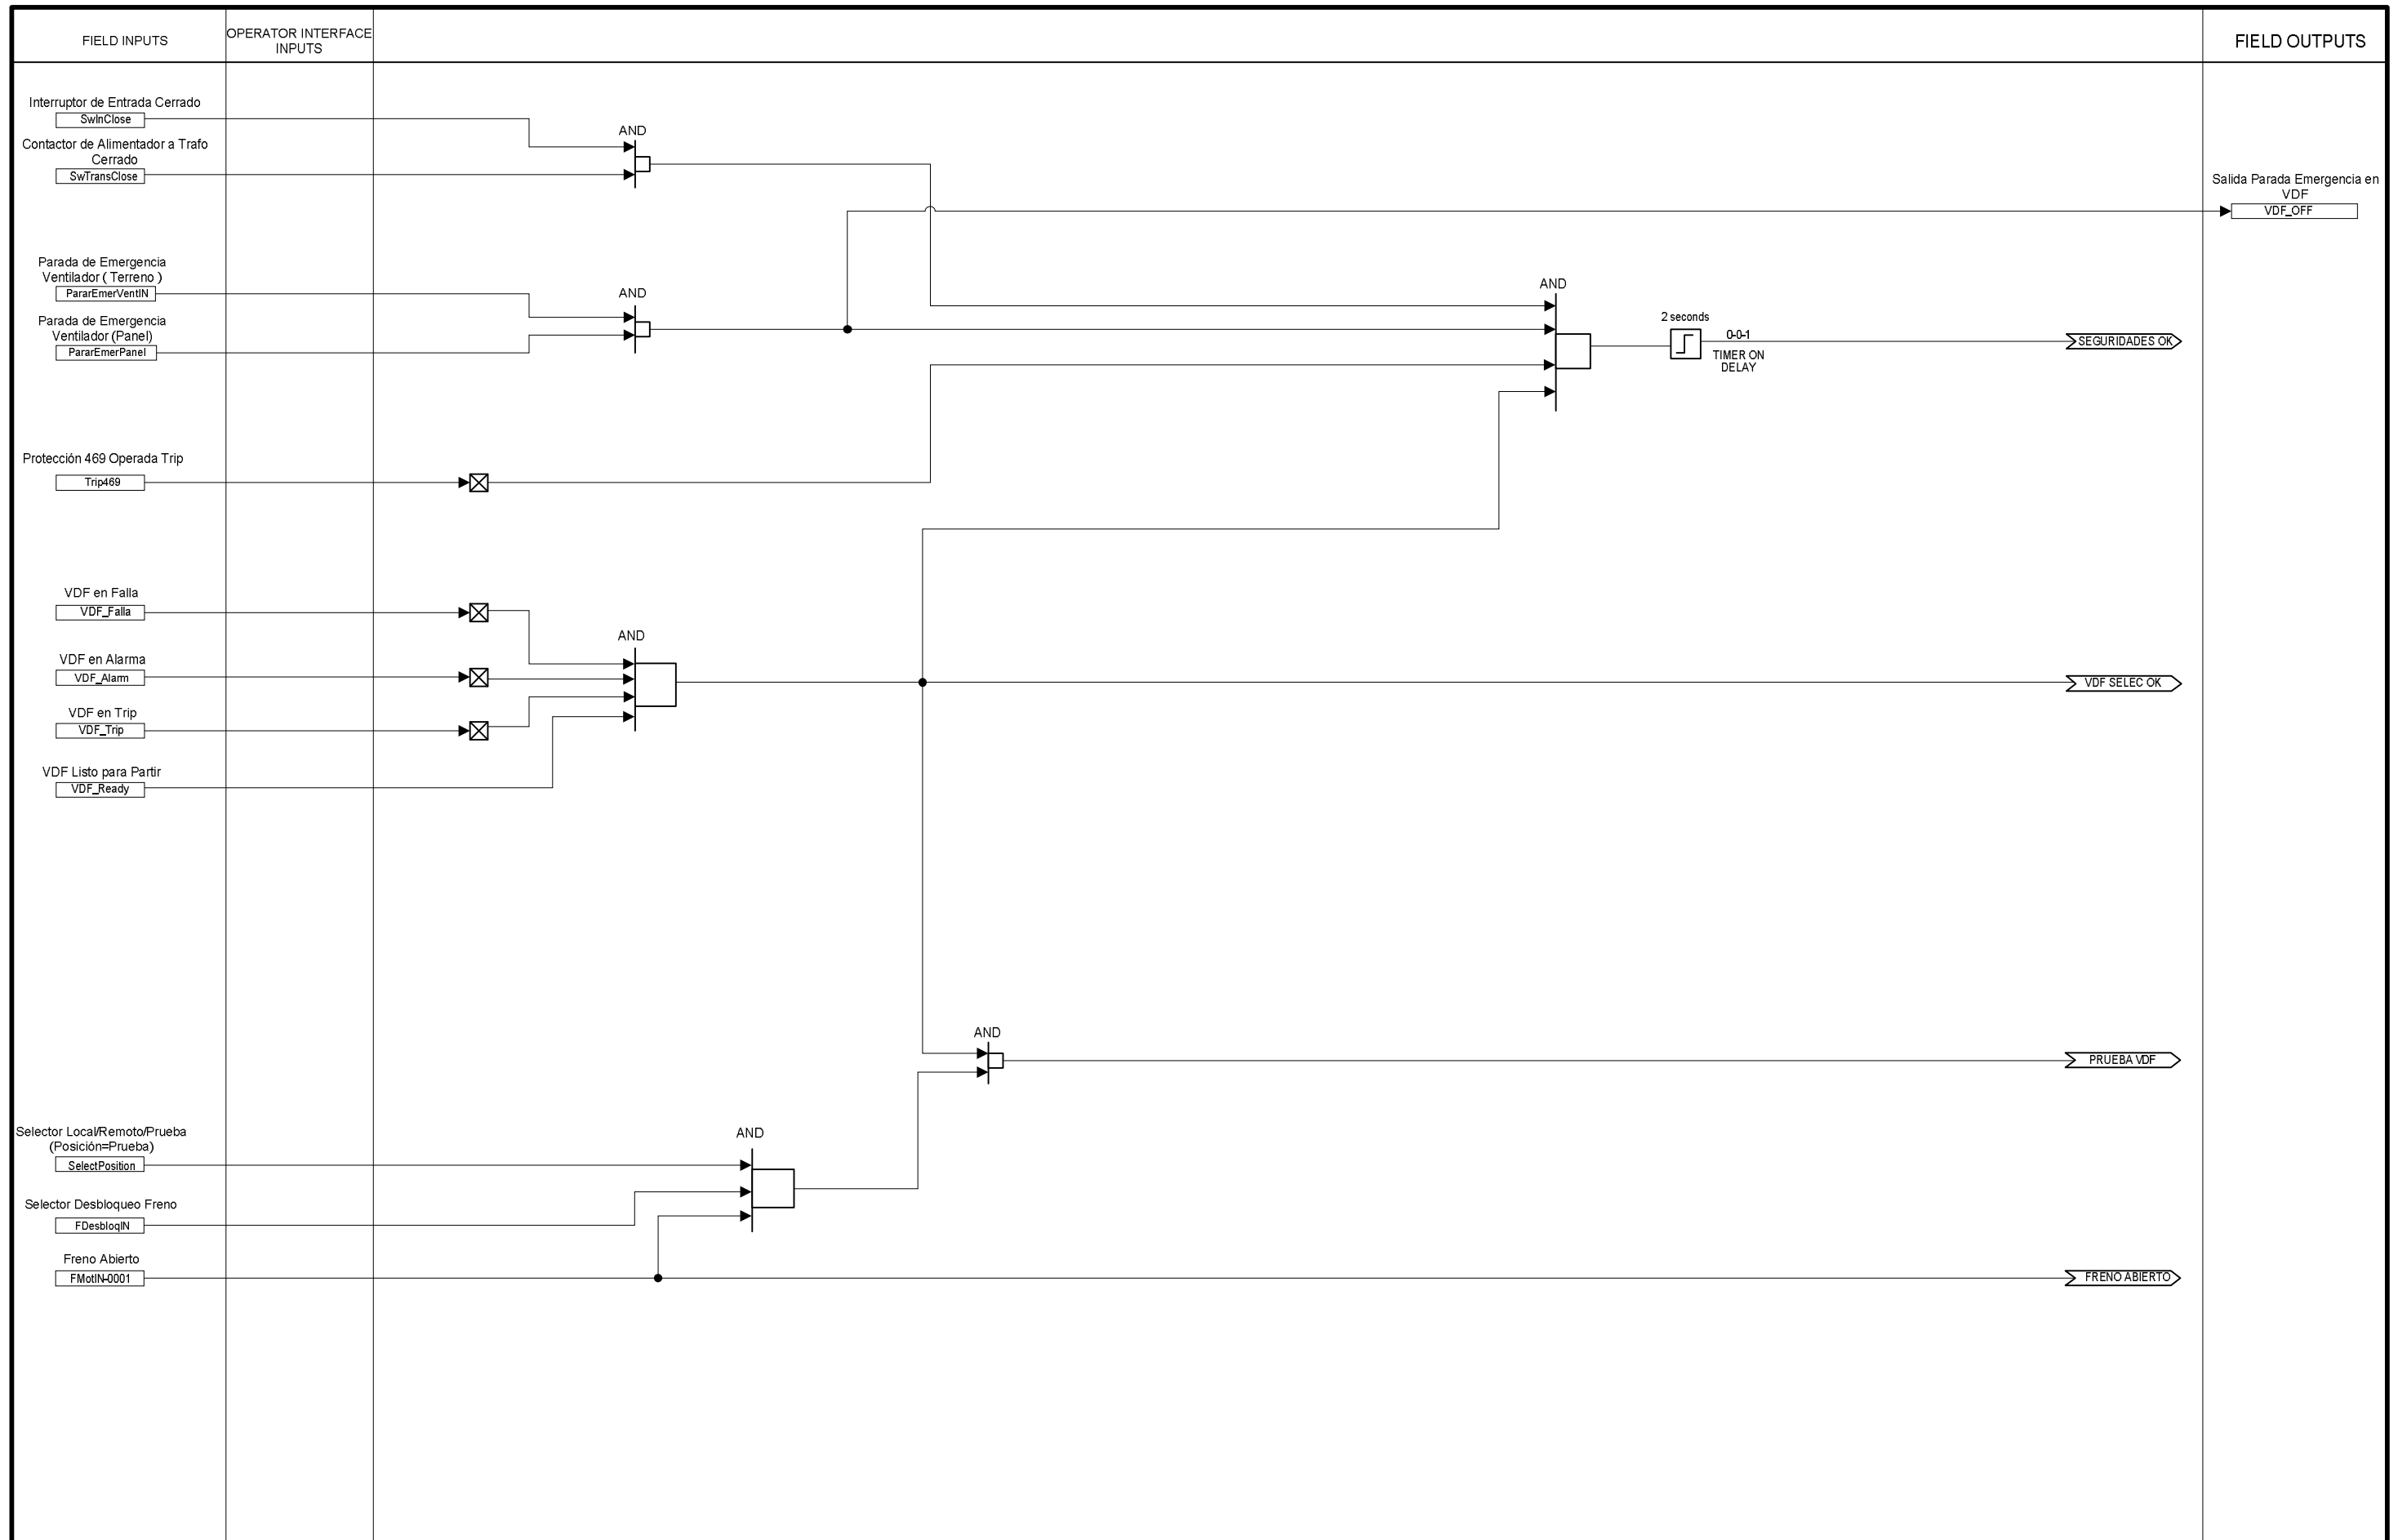 FIELD INPUTS
OPERATOR INTERFACE
INPUTS
FIELD OUTPUTS
Interruptor de Entrada Cerrado
SwInClose
Contactor de Alimentador a Trafo
Cerrado
SwTransClose
AND
Salida Parada Emergencia en
VDF
VDF_OFF
Parada de Emergencia
Ventilador ( Terreno )
PararEmerVentIN
Parada de Emergencia
Ventilador (Panel)
PararEmerPanel
AND
AND
2 seconds
0-0-1
TIMER ON
DELAY
SEGURIDADES OK
Protección 469 Operada Trip
Trip469
VDF en Falla
VDF_Falla
VDF en Alarma
VDF_Alarm
VDF en Trip
VDF_Trip
VDF Listo para Partir
VDF_Ready
AND
VDF SELEC OK
AND
PRUEBA VDF
Selector Local/Remoto/Prueba
(Posición=Prueba)
SelectPosition
AND
Selector Desbloqueo Freno
FDesbloqIN
Freno Abierto
FMotIN-0001
FRENO ABIERTO